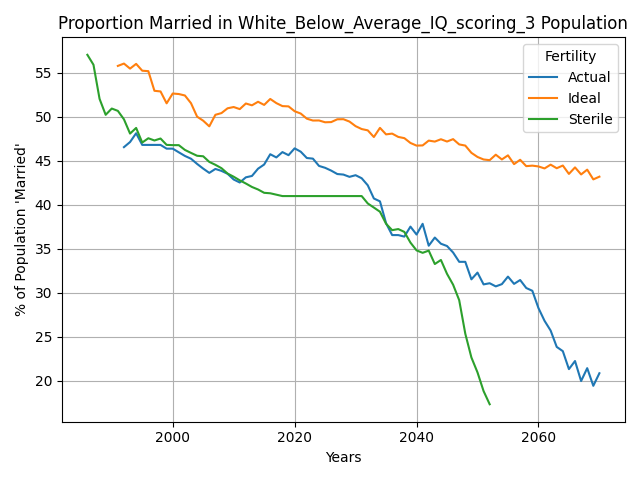 Proportion Married in White_Below_Average_IQ_scoring_3 Population
Fertility
Actual
Ideal
Sterile
% of Population 'Married'
55
50
45
40
35
30
25
20
2000
2020
2040
2060
Years